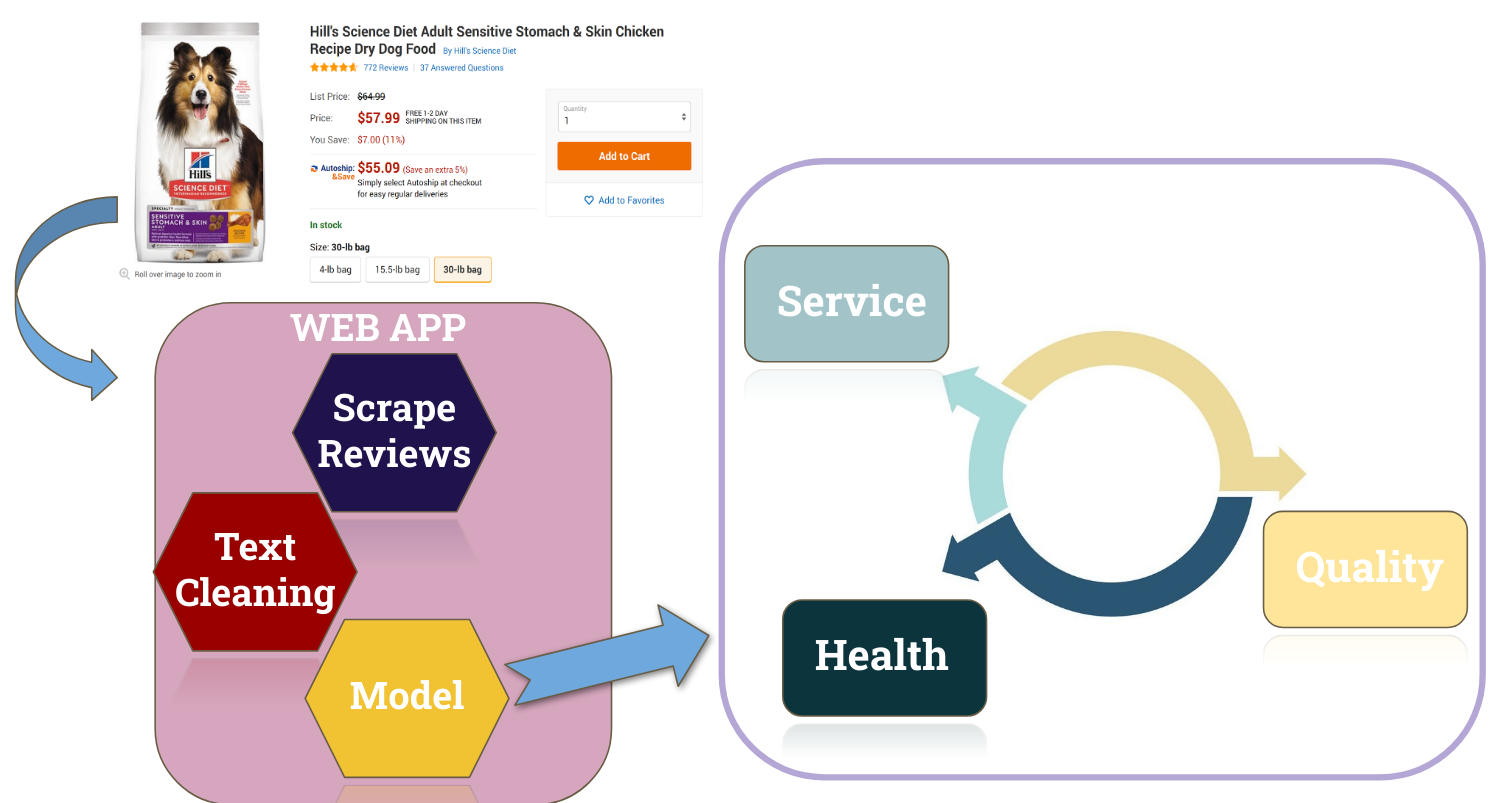 Hill's Science Diet Adult Sensitive Stomach & Skin Chicken
Recipe Dry Dog Food By Hill's Science Diet
772 Reviews | 37 Answered Questions
List Price: $64.99
Price: $57.99 FREE 1-2 DAY
SHIPPING ON THIS ITEM
You Save: $7.00 (11%)
Autoship: $55.09 (Save an extra 5%)
&Save Simply select Autoship at checkout
for easy regular deliveries
In stock
Size: 30-lb bag
4-lb bag 15.5-lb bag 30-lb bag
Quantity
1
Add to Cart
Add to Favorites
Hill's
SCIENCE DIET
SPECIALTY
SENSITIVE
STOMACH & SKIN
ADULT
Roll over image to zoom in
WEB APP
Scrape
Reviews
Text
Cleaning
Model
Service
Quality
Health